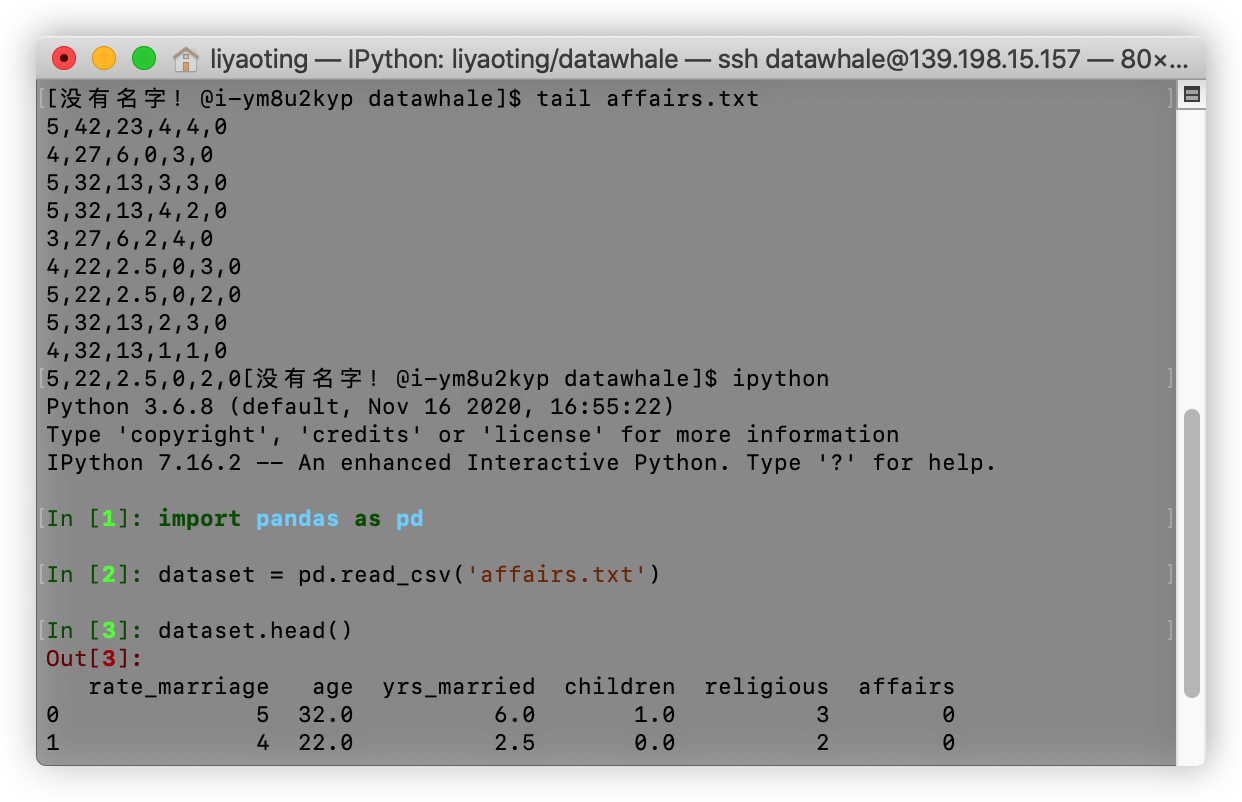 liyaoting — IPython: liyaoting/datawhale — ssh datawhale@139.198.15.157 — 80×...
[没有名字! @i-ym8u2kyp datawhale]$ tail affairs.txt
5,42,23,4,4,0
4,27,6,0,3,0
5,32,13,3,3,0
5,32,13,4,2,0
3,27,6,2,4,0
4,22,2.5,0,3,0
5,22,2.5,0,2,0
5,32,13,2,3,0
4,32,13,1,1,0
5,22,2.5,0,2,0[没有名字! @i-ym8u2kyp datawhale]$ ipython
Python 3.6.8 (default, Nov 16 2020, 16:55:22)
Type 'copyright', 'credits' or 'license' for more information
IPython 7.16.2 -- An enhanced Interactive Python. Type '?' for help.
In [1]: import pandas as pd
In [2]: dataset = pd.read_csv('affairs.txt')
In [3]: dataset.head()
Out[3]:
   rate_marriage   age  yrs_married  children  religious  affairs
0              5  32.0          6.0       1.0          3        0
1              4  22.0          2.5       0.0          2        0